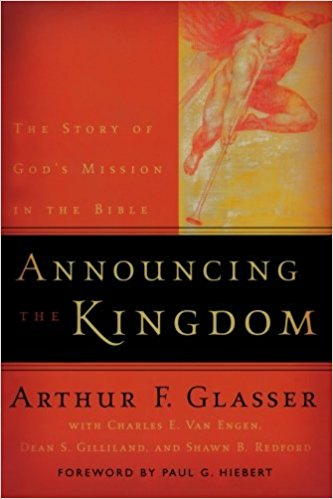 THE STORY OF
GOD'S MISSION
IN THE BIBLE
ANNOUNCING
THE KINGDOM
ARTHUR F. GLASSER
WITH CHARLES E. VAN ENGEN,
DEAN S. GILLILAND, AND SHAWN B. REDFORD
FOREWORD BY PAUL G. HIEBERT